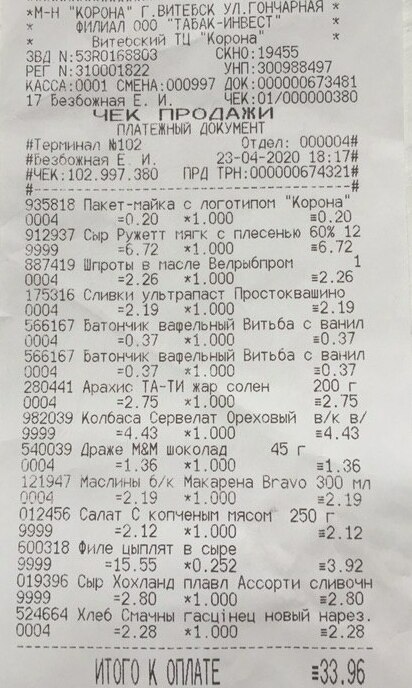 *М-Н "КОРОНА" Г.ВИТЕБСК УЛ.ГОНЧАРНАЯ *
* ФИЛИАЛ ООО "ТАБАК-ИНВЕСТ" *
* Витебский ТЦ "Корона" *
ЗВД N:53R0168803 СКНО:19455
РЕГ N:310001822 УНП:300988497
КАССА:0001 СМЕНА:000997 ДОК:0000673481
17 Безбожная Е. И. ЧЕК:01/000000380
ЧЕК ПРОДАЖИ
ПЛАТЕЖНЫЙ ДОКУМЕНТ
#Терминал №102 Отдел: 000004#
#Безбожная Е. И. 23-04-2020 18:17#
#ЧЕК:102.997.380 ПРД ТРН:000000674321#
#--------------------------------------#
935818 Пакет-майка с логотипом "Корона"
0004 =0.20 *1.000 ≡0.20
912937 Сыр Ружетт мягк с плесенью 60% 12
9999 =6.72 *1.000 ≡6.72
887419 Шпроты в масле Велрыбпром 1
0004 =2.26 *1.000 ≡2.26
175316 Сливки ультрапаст Простоквашино
0004 =2.19 *1.000 ≡2.19
566167 Батончик вафельный Витьба с ванил
0004 =0.37 *1.000 ≡0.37
566167 Батончик вафельный Витьба с ванил
0004 =0.37 *1.000 ≡0.37
280441 Арахис ТА-ТИ жар солен 200 г
0004 =2.75 *1.000 ≡2.75
982039 Колбаса Сервелат Ореховый в/к в/
9999 =4.43 *1.000 ≡4.43
540039 Драже M&M шоколад 45 г
0004 =1.36 *1.000 ≡1.36
121947 Маслины б/к Макарена Bravo 300 мл
0004 =2.19 *1.000 ≡2.19
012456 Салат С копченым мясом 250 г
9999 =2.12 *1.000 ≡2.12
600318 Филе цыплят в сыре
9999 =15.55 *0.252 ≡3.92
019396 Сыр Хохланд плавл Ассорти сливочн
9999 =2.80 *1.000 ≡2.80
524664 Хлеб Смачны гасцінец новый нарез.
0004 =2.28 *1.000 ≡2.28
ИТОГО К ОПЛАТЕ ≡33.96